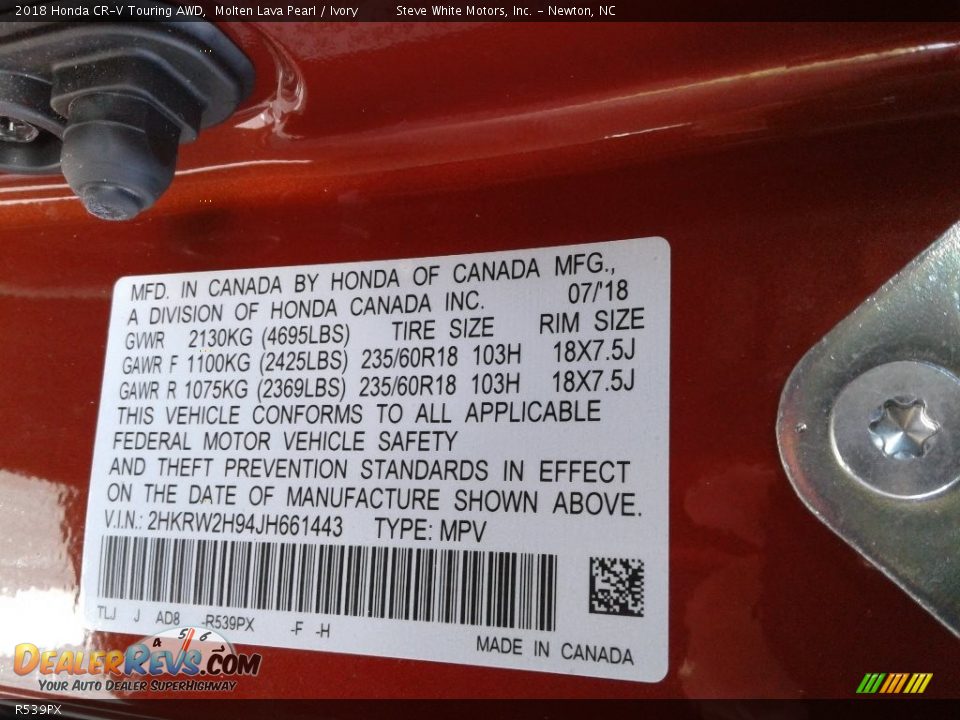 2018 Honda CR-V Touring AWD, Molten Lava Pearl / Ivory Steve White Motors, Inc. - Newton, NC
MFD. IN CANADA BY HONDA OF CANADA MFG.,
A DIVISION OF HONDA CANADA INC. 07/'18
GVWR 2130KG (4695LBS) TIRE SIZE RIM SIZE
GAWR F 1100KG (2425LBS) 235/60R18 103H 18X7.5J
GAWR R 1075KG (2369LBS) 235/60R18 103H 18X7.5J
THIS VEHICLE CONFORMS TO ALL APPLICABLE
FEDERAL MOTOR VEHICLE SAFETY
AND THEFT PREVENTION STANDARDS IN EFFECT
ON THE DATE OF MANUFACTURE SHOWN ABOVE.
V.I.N.: 2HKRW2H94JH661443 TYPE: MPV
TLJ J AD8 -R539PX -F -H
MADE IN CANADA
5 6
DEALERREVS.COM
YOUR AUTO DEALER SUPERHIGHWAY
R539PX